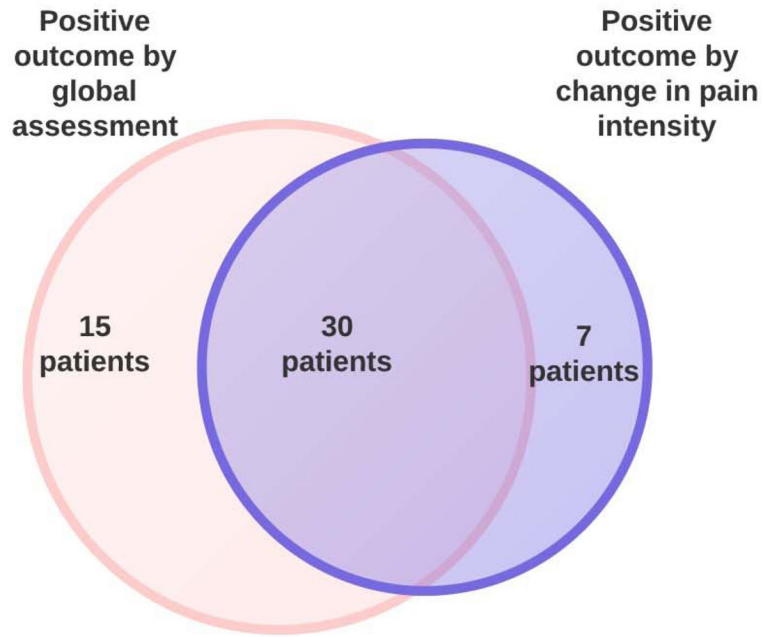 Positive
outcome by
global
assessment
Positive
outcome by
change in pain
intensity
15
patients
30
patients
7
patients